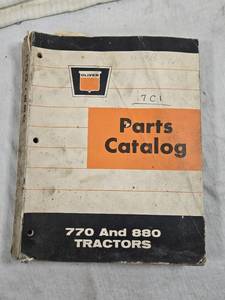 OLIVER
7C1
Parts
Catalog
770 And 880
TRACTORS